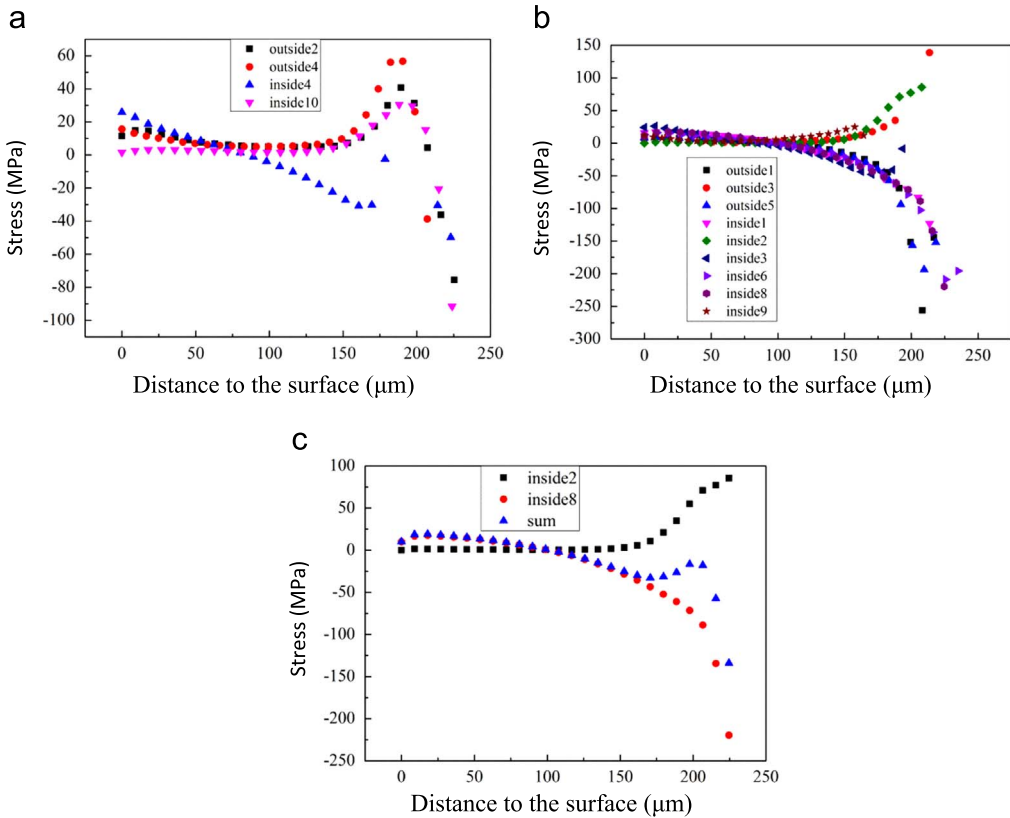 a
60
40
20
0
-20
-40
-60
-80
-100
outside2
outside4
inside4
inside10
0 50 100 150 200 250
Stress (MPa)
Distance to the surface (μm)
b
150
100
50
0
-50
-100
-150
-200
-250
-300
outside1
outside3
outside5
inside1
inside2
inside3
inside6
inside8
inside9
0 50 100 150 200 250
Stress (MPa)
Distance to the surface (μm)
c
100
50
0
-50
-100
-150
-200
-250
inside2
inside8
sum
0 50 100 150 200 250
Stress (MPa)
Distance to the surface (μm)